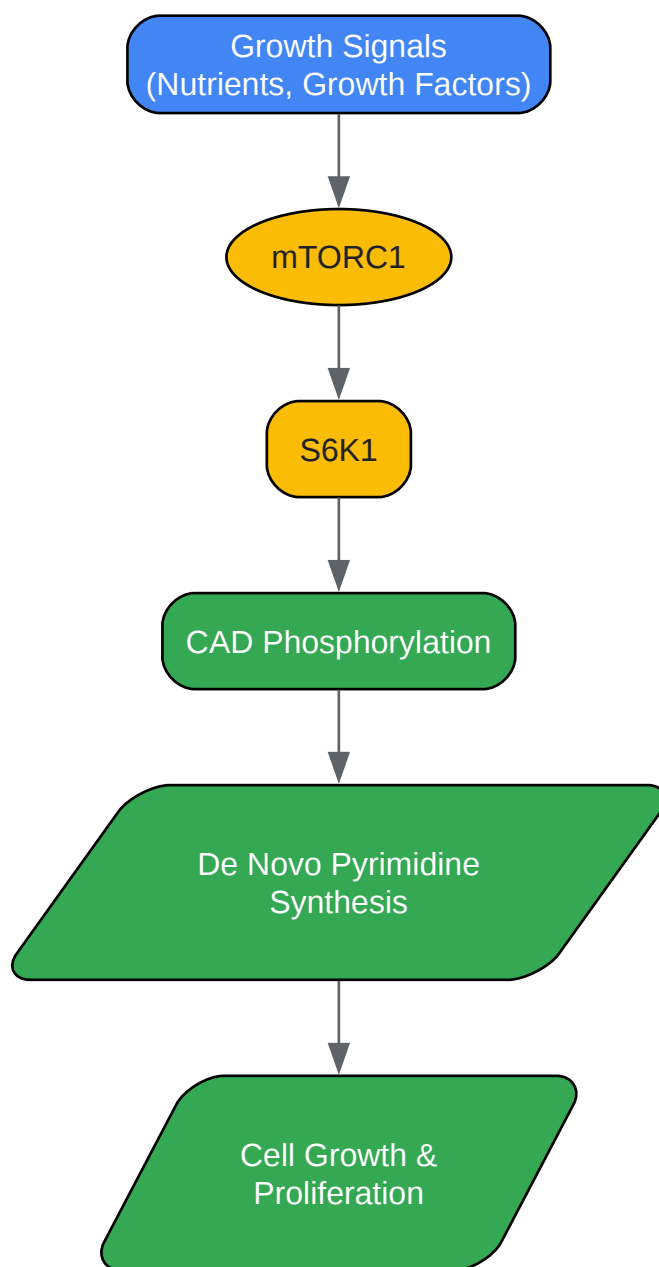 Growth Signals
(Nutrients, Growth Factors)
mTORC1
S6K1
CAD Phosphorylation
De Novo Pyrimidine
Synthesis
Cell Growth &
Proliferation